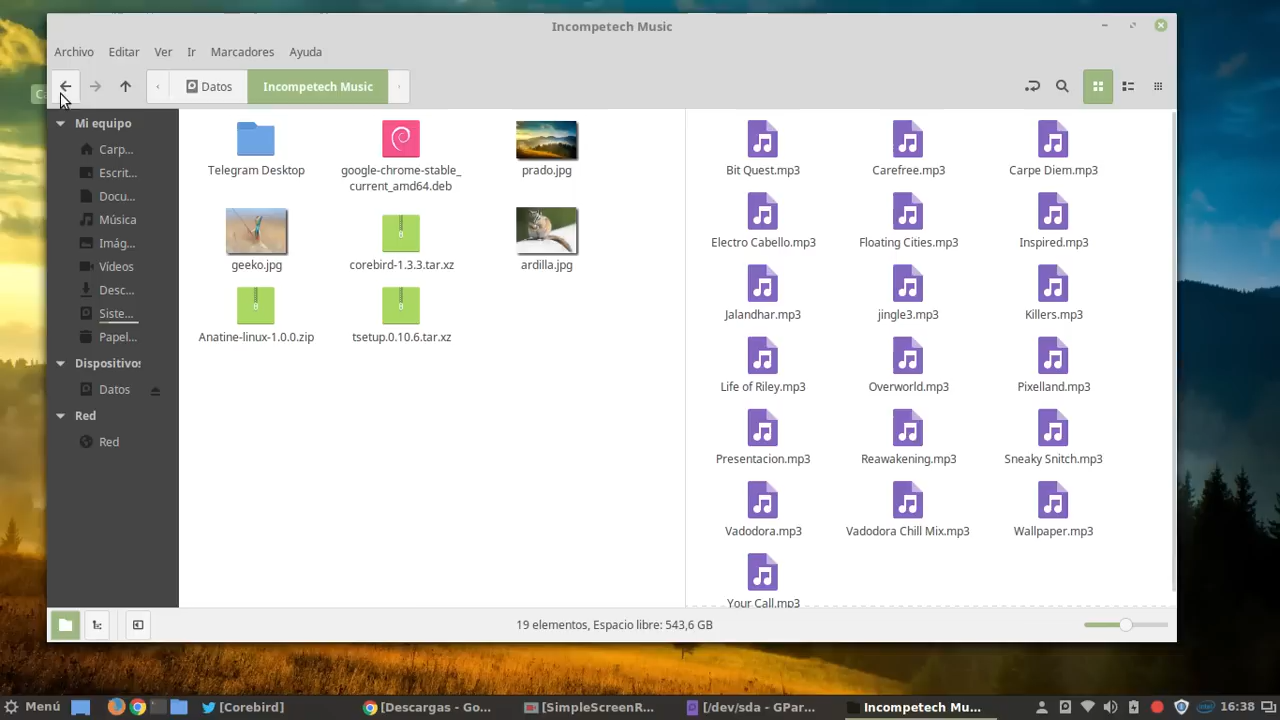 Incompetech Music
Archivo Editar Ver Ir Marcadores Ayuda
Datos Incompetech Music
Mi equipo
Carp...
Escrit...
Docu...
Música
Imág...
Vídeos
Desc...
Siste...
Papel...
Dispositivos
Datos
Red
Red
Telegram Desktop
google-chrome-stable_
current_amd64.deb
prado.jpg
geeko.jpg
corebird-1.3.3.tar.xz
ardilla.jpg
Anatine-linux-1.0.0.zip
tsetup.0.10.6.tar.xz
Bit Quest.mp3
Carefree.mp3
Carpe Diem.mp3
Electro Cabello.mp3
Floating Cities.mp3
Inspired.mp3
Jalandhar.mp3
jingle3.mp3
Killers.mp3
Life of Riley.mp3
Overworld.mp3
Pixelland.mp3
Presentacion.mp3
Reawakening.mp3
Sneaky Snitch.mp3
Vadodora.mp3
Vadodora Chill Mix.mp3
Wallpaper.mp3
Your Call.mp3
19 elementos, Espacio libre: 543,6 GB
Menú [Corebird] [Descargas - Go... [SimpleScreenR... [/dev/sda - GPar... Incompetech Mu... 16:38